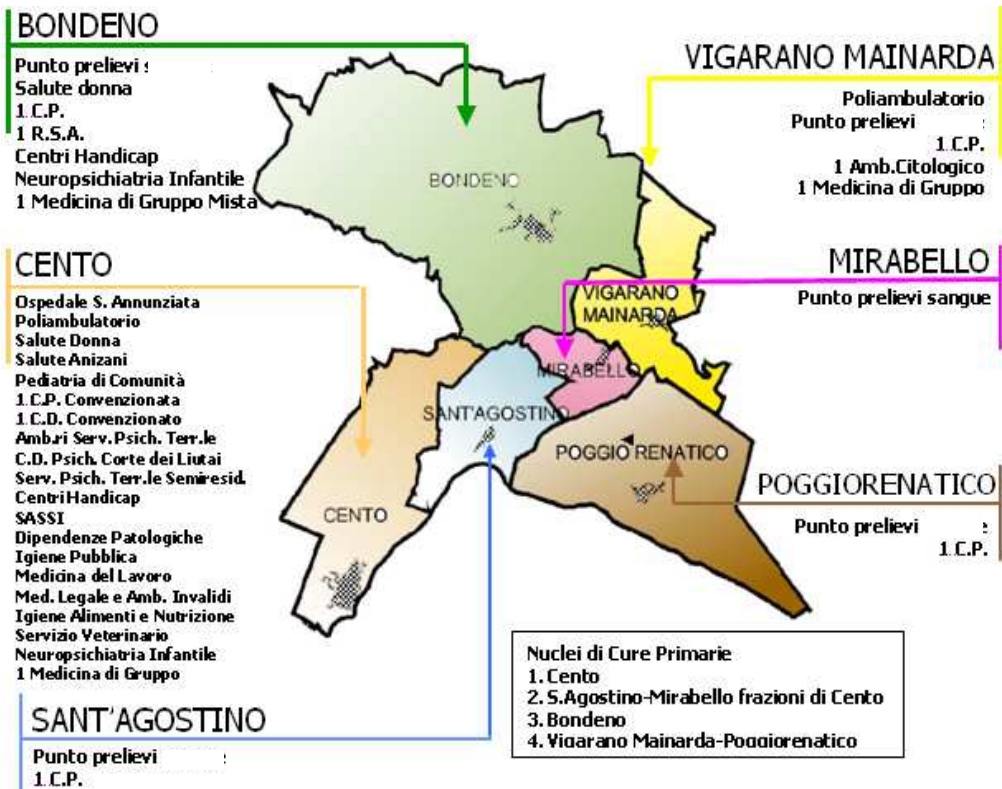 BONDENO
Punto prelievi
Salute donna
1 C.P.
1 R.S.A.
Centri Handicap
Neuropsichiatria Infantile
1 Medicina di Gruppo Mista
VIGARANO MAINARDA
Poliambulatorio
Punto prelievi
1 C.P.
1 Amb.Citologico
1 Medicina di Gruppo
CENTO
Ospedale S. Annunziata
Poliambulatorio
Salute Donna
Salute Anizani
Pediatria di Comunità
1 C.P. Convenzionata
1 C.D. Convenzionato
Amb.ri Serv. Psich. Terr.le
C.D. Psich. Corte dei Liutai
Serv. Psich. Terr.le Semiresid.
Centri Handicap
SASSI
Dipendenze Patologiche
Igiene Pubblica
Medicina del Lavoro
Med. Legale e Amb. Invalidi
Igiene Alimenti e Nutrizione
Servizio Veterinario
Neuropsichiatria Infantile
1 Medicina di Gruppo
MIRABELLO
Punto prelievi sangue
BONDENO
VIGARANO
MAINARDA
MIRABELLO
SANT'AGOSTINO
POGGIO RENATICO
CENTO
POGGIORENATICO
Punto prelievi
1 C.P.
SANT'AGOSTINO
Punto prelievi
1 C.P.
Nuclei di Cure Primarie
1. Cento
2. S.Agostino-Mirabello frazioni di Cento
3. Bondeno
4. Vigarano Mainarda-Poggiorenatico